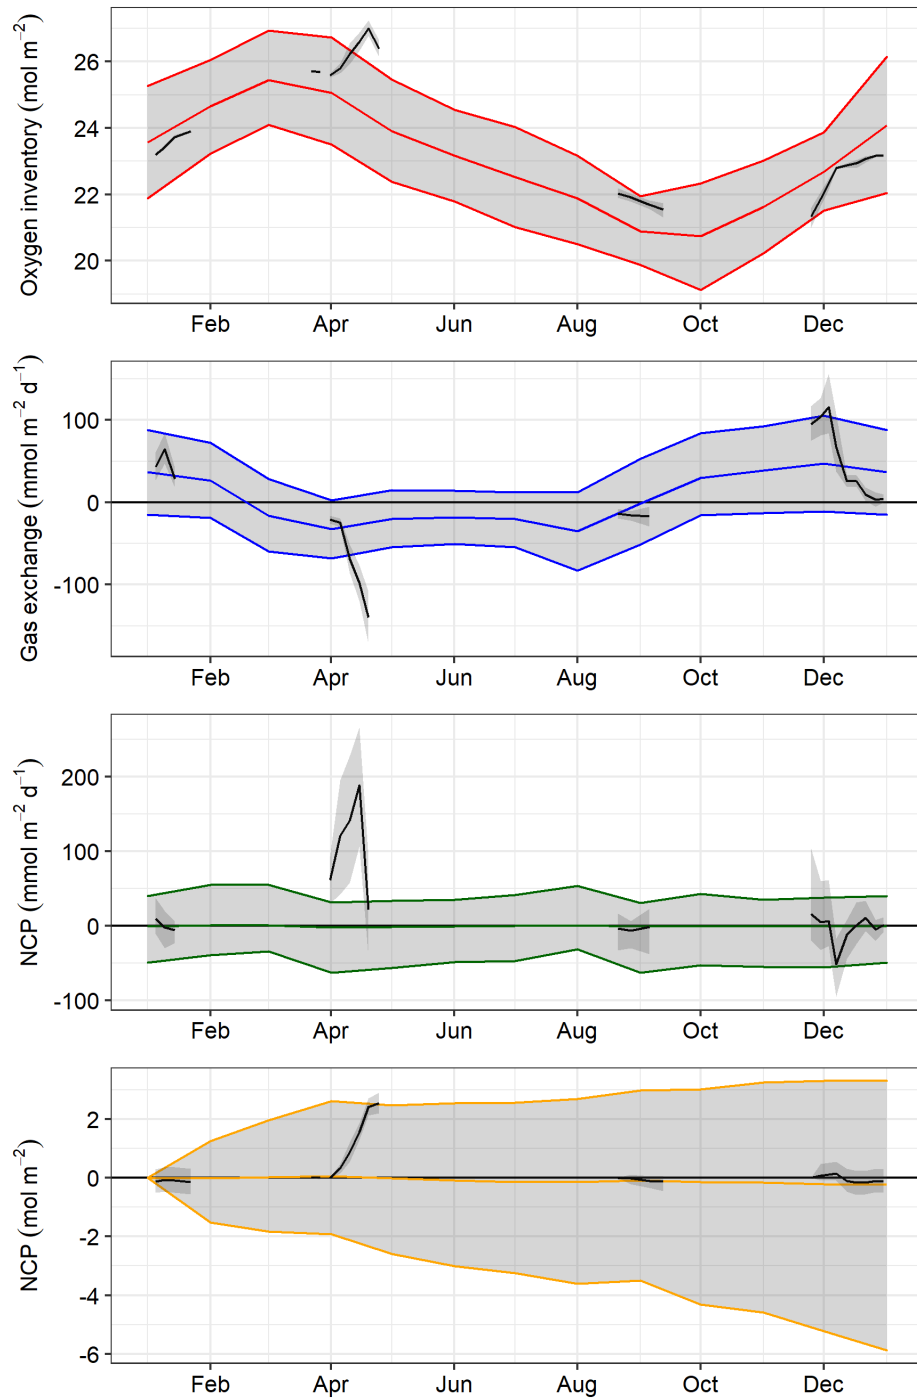 Oxygen inventory (mol m⁻²)
26
24
22
20
Feb Apr Jun Aug Oct Dec
Gas exchange (mmol m⁻² d⁻¹)
100
0
-100
Feb Apr Jun Aug Oct Dec
NCP (mmol m⁻² d⁻¹)
200
100
0
-100
Feb Apr Jun Aug Oct Dec
NCP (mol m⁻²)
2
0
-2
-4
-6
Feb Apr Jun Aug Oct Dec